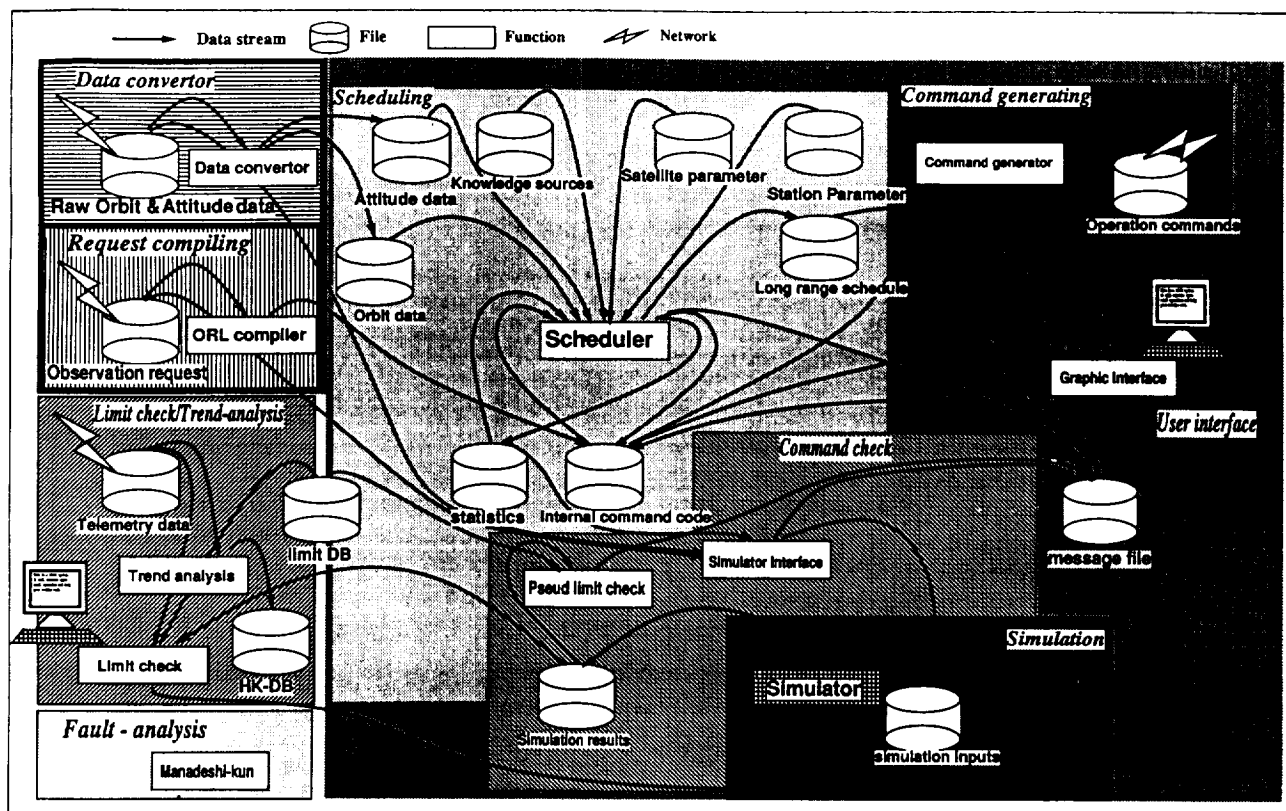 Data stream
File
Function
Network
Data convertor
Data convertor
Raw Orbit & Attitude data
Request compiling
ORL compiler
Observation request
Limit check/Trend-analysis
Telemetry data
limit DB
Trend analysis
Limit check
HK-DB
Fault - analysis
Manadeshi-kun
Scheduling
Attitude data
Knowledge sources
Satellite parameter
Station Parameter
Orbit data
Long range schedule
Scheduler
statistics
Internal command code
Command generating
Command generator
Operation commands
Graphic Interface
User interface
message file
Command check
Simulator Interface
Pseud limit check
Simulation results
Simulation
Simulator
simulation inputs